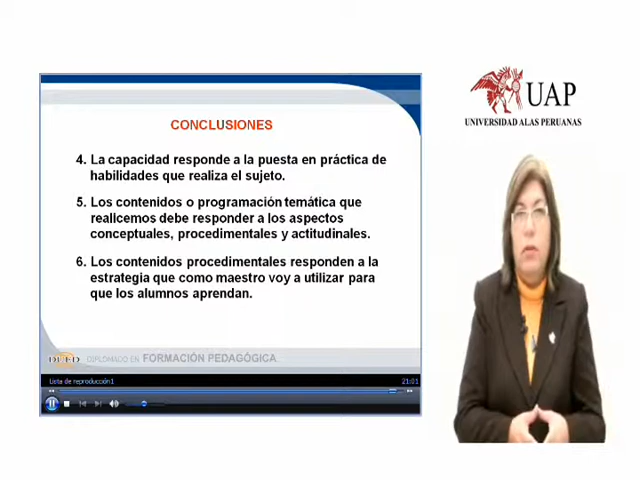 CONCLUSIONES
4. La capacidad responde a la puesta en práctica de
habilidades que realiza el sujeto.
5. Los contenidos o programación temática que
realicemos debe responder a los aspectos
conceptuales, procedimentales y actitudinales.
6. Los contenidos procedimentales responden a la
estrategia que como maestro voy a utilizar para
que los alumnos aprendan.
DUED DIPLOMADO EN FORMACIÓN PEDAGÓGICA
Lista de reproducción1 21:01
UAP
UNIVERSIDAD ALAS PERUANAS